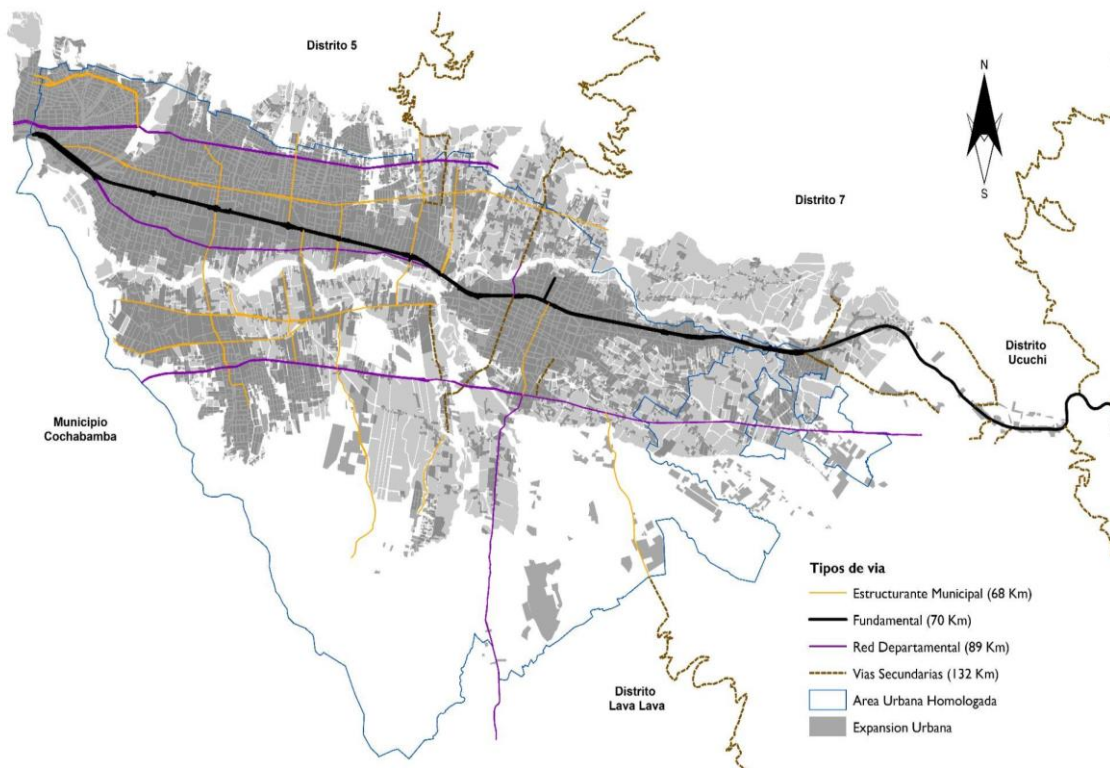 Distrito 5
N
S
Distrito 7
Distrito
Ucuchi
Municipio
Cochabamba
Distrito
Lava Lava
Tipos de via
Estructurante Municipal (68 Km)
Fundamental (70 Km)
Red Departamental (89 Km)
Vias Secundarias (132 Km)
Area Urbana Homologada
Expansion Urbana